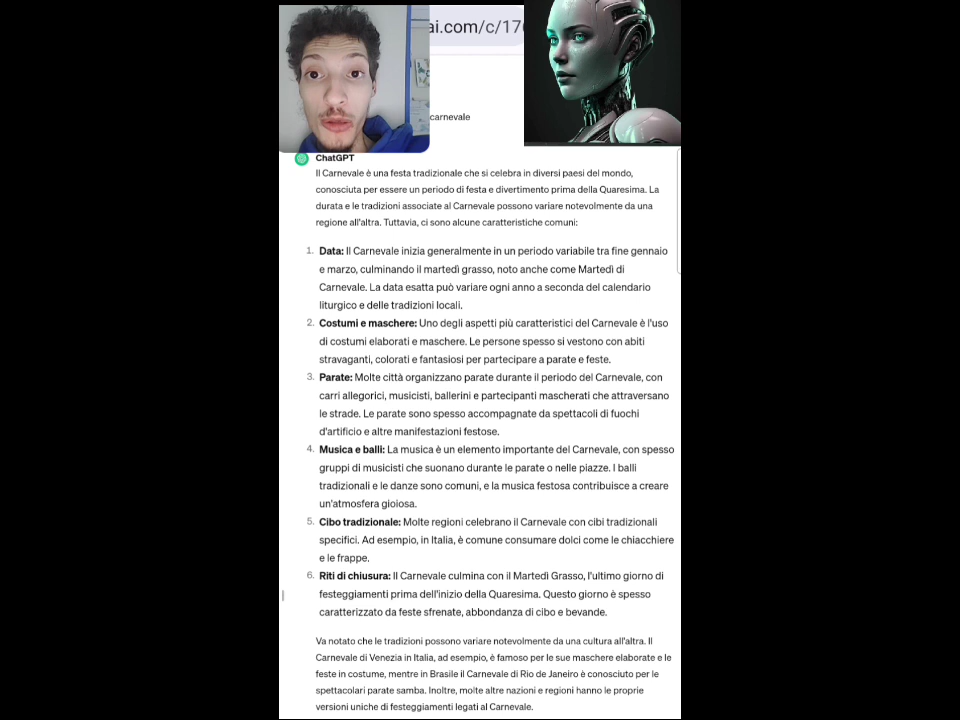 ai.com/c/17
carnevale
ChatGPT
Il Carnevale è una festa tradizionale che si celebra in diversi paesi del mondo,
conosciuta per essere un periodo di festa e divertimento prima della Quaresima. La
durata e le tradizioni associate al Carnevale possono variare notevolmente da una
regione all'altra. Tuttavia, ci sono alcune caratteristiche comuni:
1. Data: Il Carnevale inizia generalmente in un periodo variabile tra fine gennaio
e marzo, culminando il martedì grasso, noto anche come Martedì di
Carnevale. La data esatta può variare ogni anno a seconda del calendario
liturgico e delle tradizioni locali.
2. Costumi e maschere: Uno degli aspetti più caratteristici del Carnevale è l'uso
di costumi elaborati e maschere. Le persone spesso si vestono con abiti
stravaganti, colorati e fantasiosi per partecipare a parate e feste.
3. Parate: Molte città organizzano parate durante il periodo del Carnevale, con
carri allegorici, musicisti, ballerini e partecipanti mascherati che attraversano
le strade. Le parate sono spesso accompagnate da spettacoli di fuochi
d'artificio e altre manifestazioni festose.
4. Musica e balli: La musica è un elemento importante del Carnevale, con spesso
gruppi di musicisti che suonano durante le parate o nelle piazze. I balli
tradizionali e le danze sono comuni, e la musica festosa contribuisce a creare
un'atmosfera gioiosa.
5. Cibo tradizionale: Molte regioni celebrano il Carnevale con cibi tradizionali
specifici. Ad esempio, in Italia, è comune consumare dolci come le chiacchiere
e le frappe.
6. Riti di chiusura: Il Carnevale culmina con il Martedì Grasso, l'ultimo giorno di
festeggiamenti prima dell'inizio della Quaresima. Questo giorno è spesso
caratterizzato da feste sfrenate, abbondanza di cibo e bevande.
Va notato che le tradizioni possono variare notevolmente da una cultura all'altra. Il
Carnevale di Venezia in Italia, ad esempio, è famoso per le sue maschere elaborate e le
feste in costume, mentre in Brasile il Carnevale di Rio de Janeiro è conosciuto per le
spettacolari parate samba. Inoltre, molte altre nazioni e regioni hanno le proprie
versioni uniche di festeggiamenti legati al Carnevale.